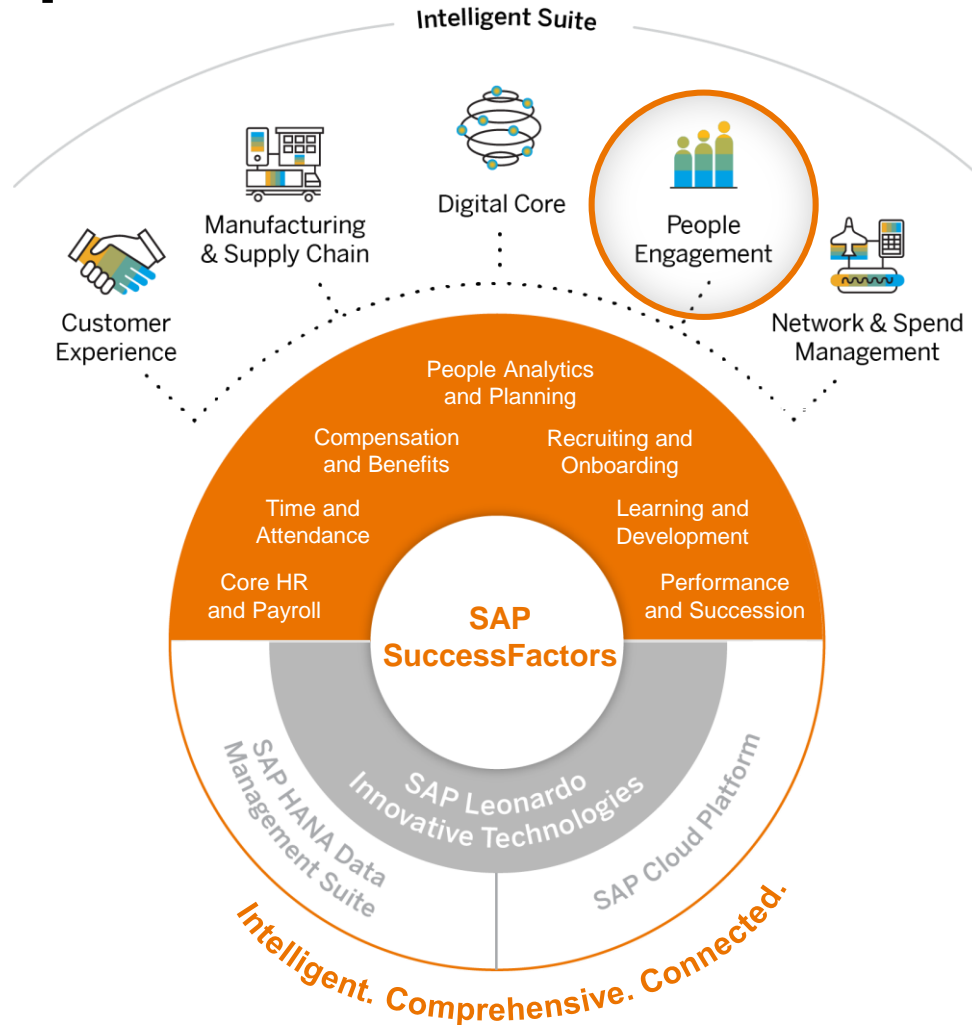 Intelligent Suite
Digital Core
Manufacturing
& Supply Chain
People
Engagement
Customer
Experience
Network & Spend
Management
People Analytics
and Planning
Compensation
and Benefits
Recruiting and
Onboarding
Time and
Attendance
Learning and
Development
Core HR
and Payroll
Performance
and Succession
SAP
SuccessFactors
SAP Leonardo
Innovative Technologies
SAP HANA Data
Management Suite
SAP Cloud Platform
Intelligent. Comprehensive. Connected.